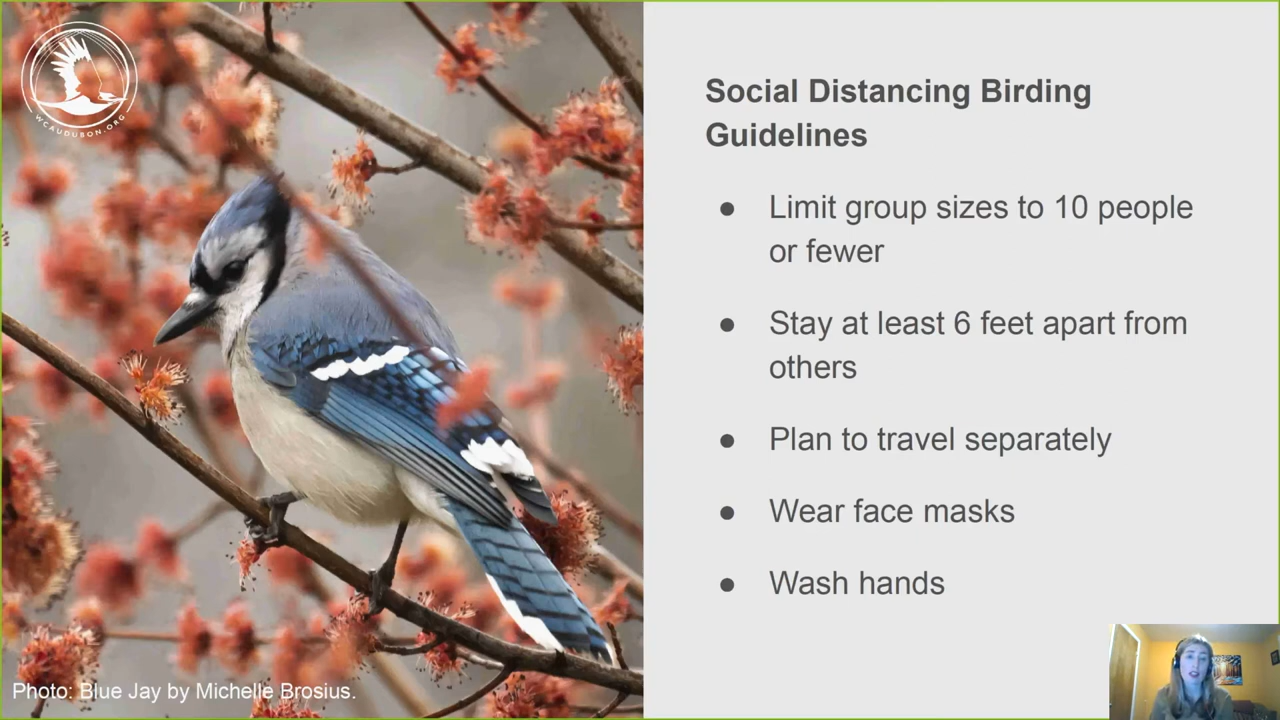 WCAUDUBON.ORG
Social Distancing Birding
Guidelines
● Limit group sizes to 10 people
or fewer
● Stay at least 6 feet apart from
others
● Plan to travel separately
● Wear face masks
● Wash hands
Photo: Blue Jay by Michelle Brosius.